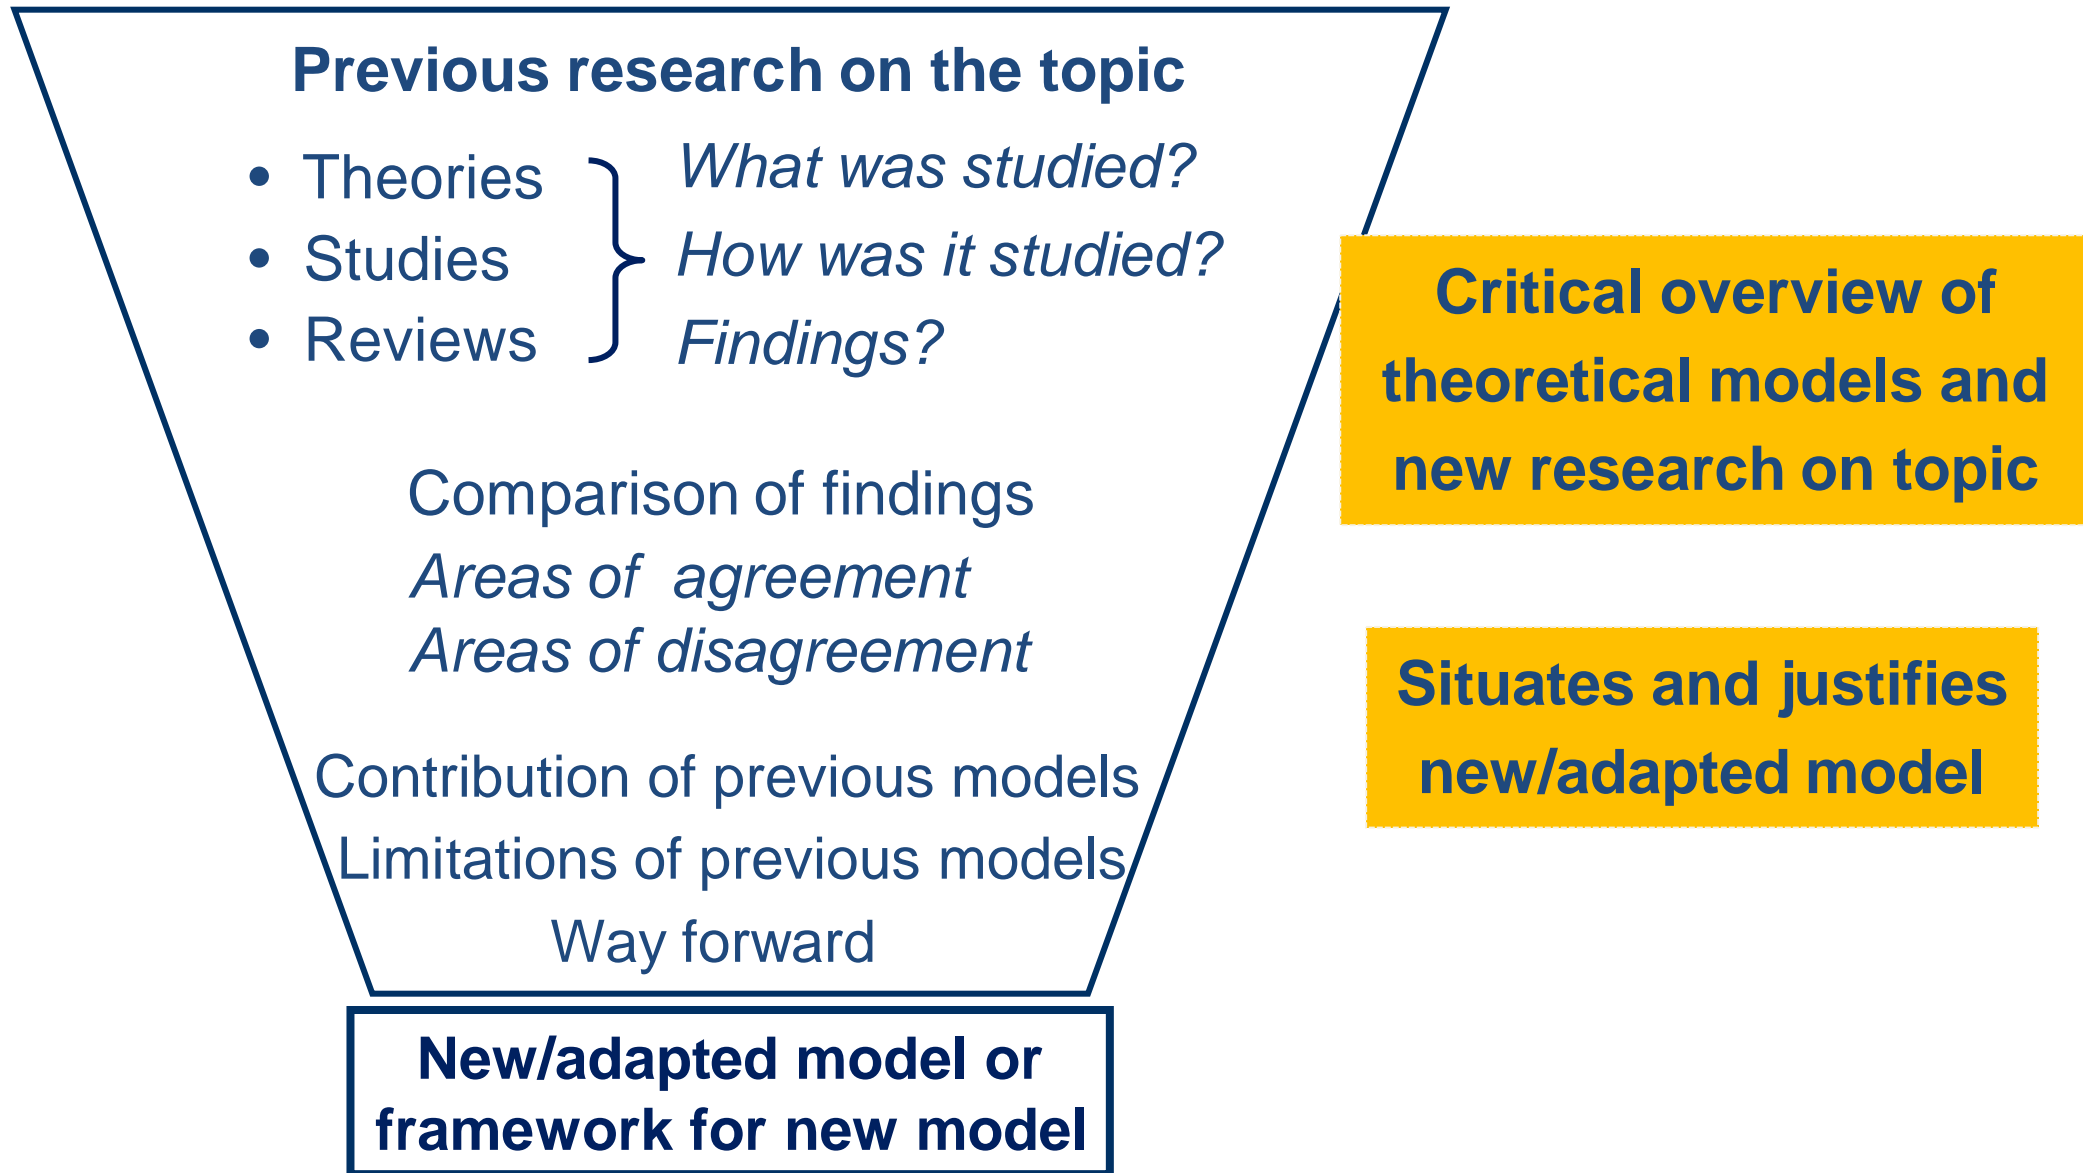 Previous research on the topic
• Theories
• Studies
• Reviews
What was studied?
How was it studied?
Findings?
Comparison of findings
Areas of agreement
Areas of disagreement
Contribution of previous models
Limitations of previous models
Way forward
New/adapted model or
framework for new model
Critical overview of
theoretical models and
new research on topic
Situates and justifies
new/adapted model